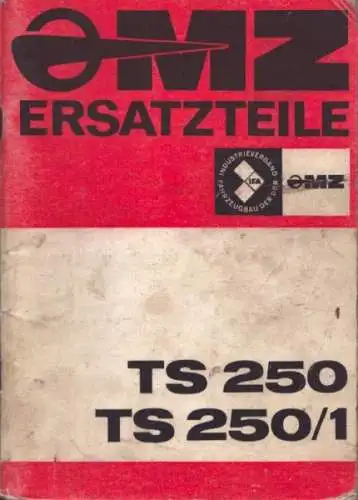 MZ
ERSATZTEILE
INDUSTRIEVERBAND FAHRZEUGBAU DER DDR
IFA
MZ
TS 250
TS 250/1